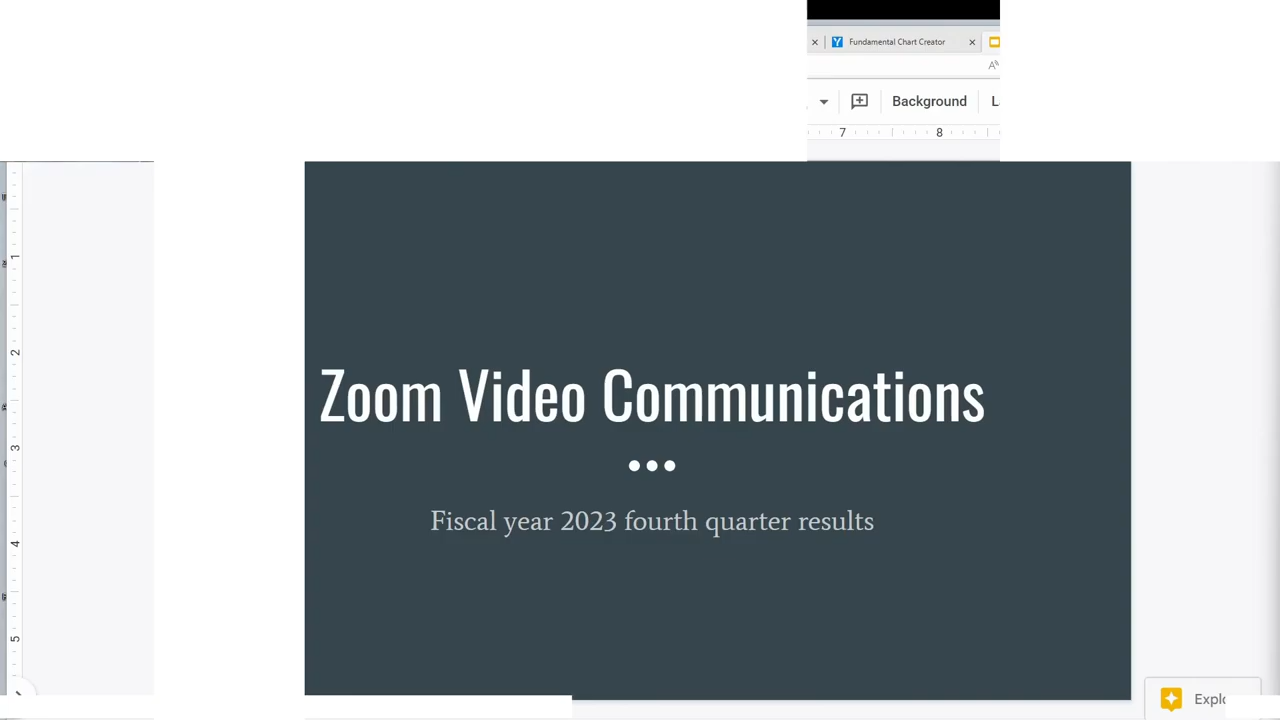 Fundamental Chart Creator
Background
7 8
1
2
3
4
5
Zoom Video Communications
Fiscal year 2023 fourth quarter results